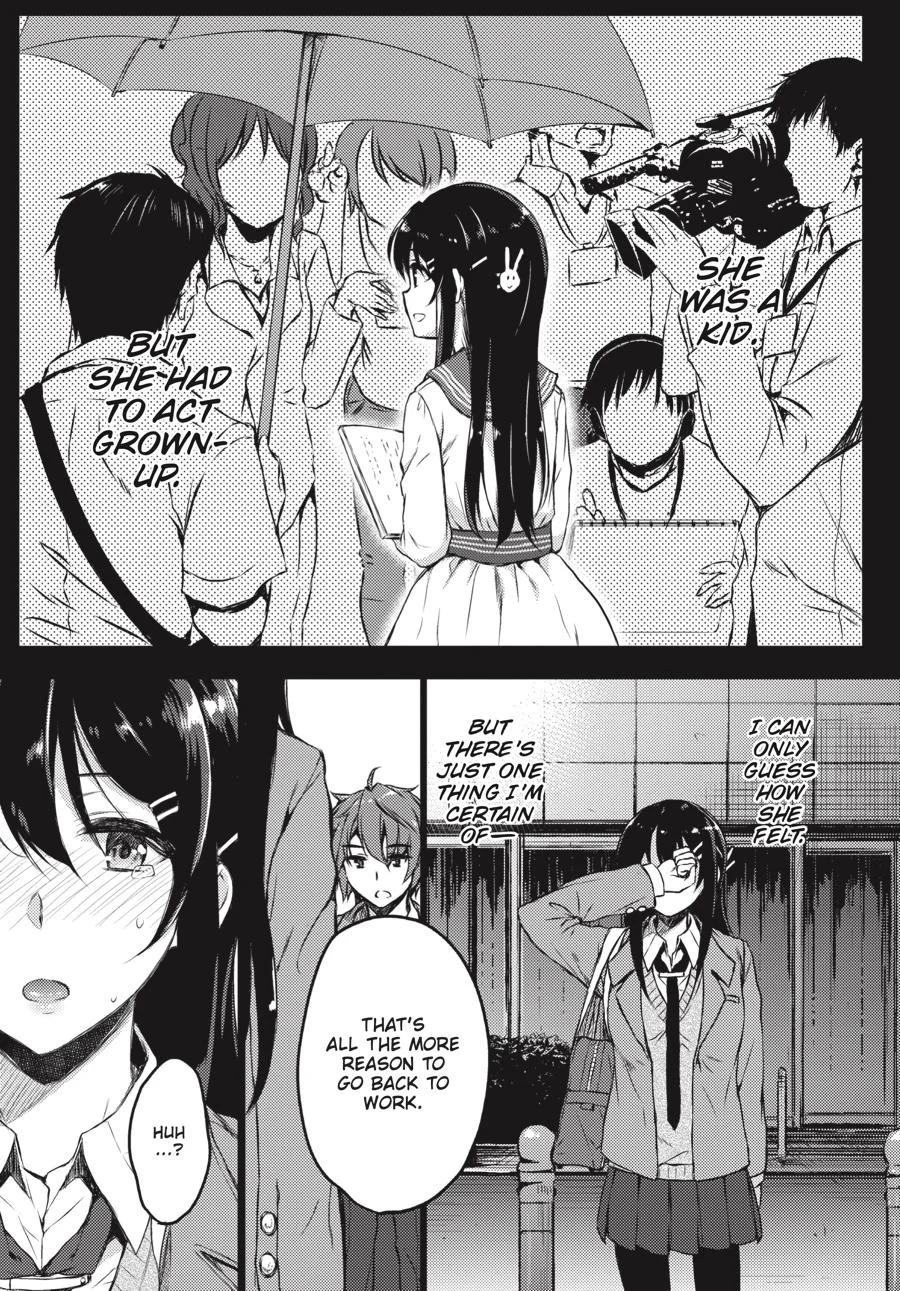 SHE
WAS A
KID.
BUT
SHE HAD
TO ACT
GROWN-
UP.
I CAN
ONLY
GUESS
HOW
SHE
FELT.
BUT
THERE'S
JUST ONE
THING I'M
CERTAIN
OF—
THAT'S
ALL THE MORE
REASON TO
GO BACK TO
WORK.
HUH
...?